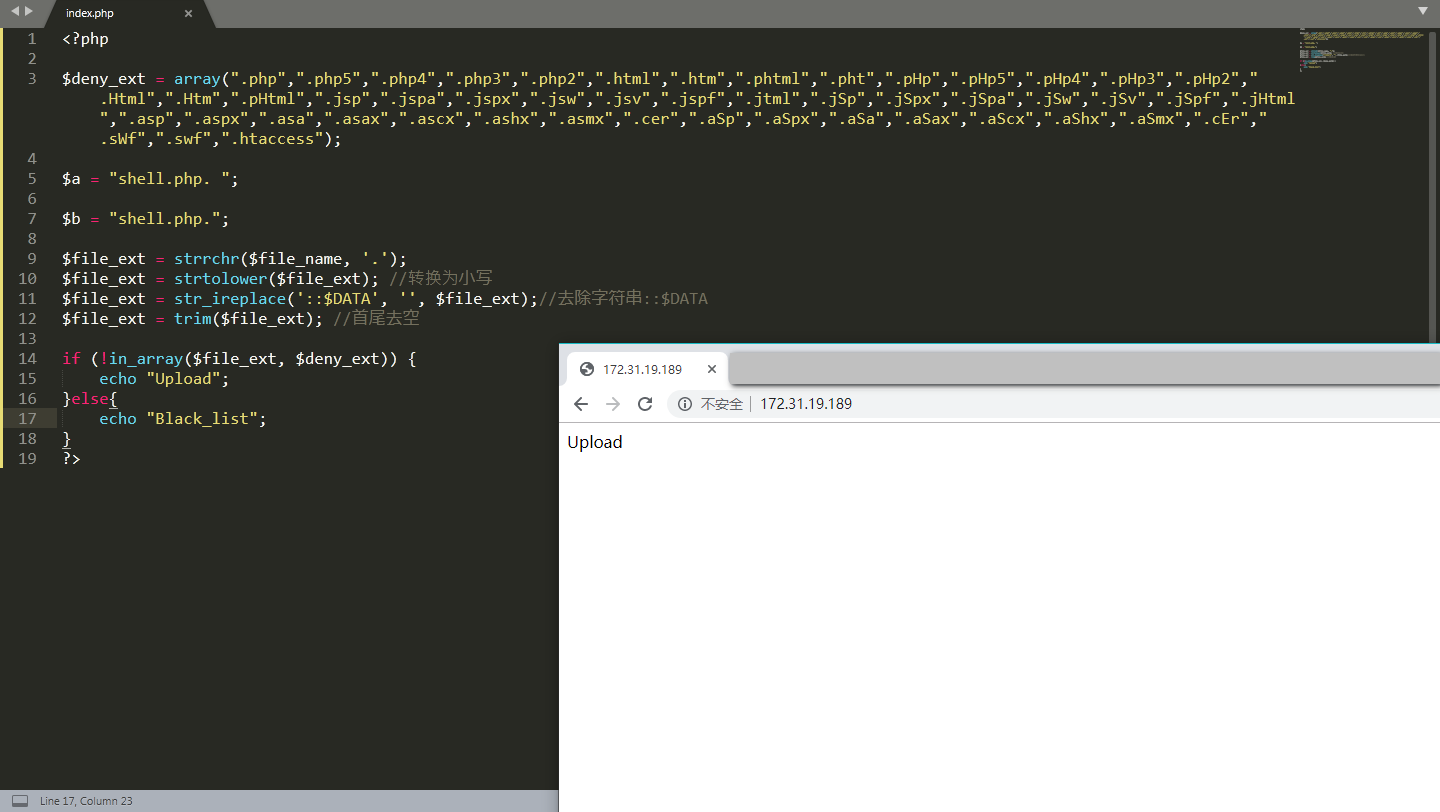 index.php
1 <?php
2
3 $deny_ext = array(".php",".php5",".php4",".php3",".php2",".html",".htm",".phtml",".pht",".pHp",".pHp5",".pHp4",".pHp3",".pHp2","
.Html",".Htm",".pHtml",".jsp",".jspa",".jspx",".jsw",".jsv",".jspf",".jtml",".jSp",".jSpx",".jSpa",".jSw",".jSv",".jSpf",".jHtml
",".asp",".aspx",".asa",".asax",".ascx",".ashx",".asmx",".cer",".aSp",".aSpx",".aSa",".aSax",".aScx",".aShx",".aSmx",".cEr","
.sWf",".swf",".htaccess");
4
5 $a = "shell.php. ";
6
7 $b = "shell.php.";
8
9 $file_ext = strrchr($file_name, '.');
10 $file_ext = strtolower($file_ext); //转换为小写
11 $file_ext = str_ireplace('::$DATA', '', $file_ext);//去除字符串::$DATA
12 $file_ext = trim($file_ext); //首尾去空
13
14 if (!in_array($file_ext, $deny_ext)) {
15 echo "Upload";
16 }else{
17 echo "Black_list";
18 }
19 ?>
172.31.19.189
不安全 172.31.19.189
Upload
Line 17, Column 23